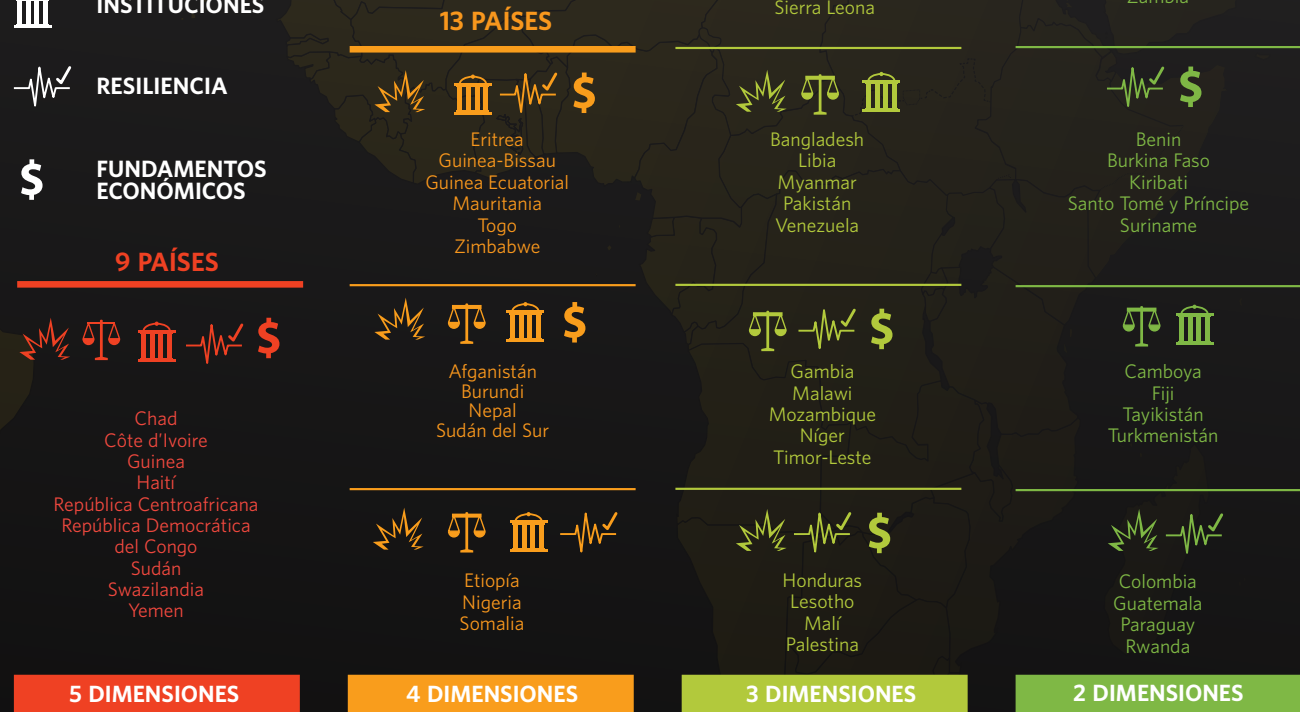 INSTITUCIONES
RESILIENCIA
FUNDAMENTOS
ECONÓMICOS
9 PAÍSES
Chad
Côte d'Ivoire
Guinea
Haití
República Centroafricana
República Democrática
del Congo
Sudán
Swazilandia
Yemen
5 DIMENSIONES
13 PAÍSES
Eritrea
Guinea-Bissau
Guinea Ecuatorial
Mauritania
Togo
Zimbabwe
Afganistán
Burundi
Nepal
Sudán del Sur
Etiopía
Nigeria
Somalia
4 DIMENSIONES
Sierra Leona
Bangladesh
Libia
Myanmar
Pakistán
Venezuela
Gambia
Malawi
Mozambique
Níger
Timor-Leste
Honduras
Lesotho
Malí
Palestina
3 DIMENSIONES
Zambia
Benin
Burkina Faso
Kiribati
Santo Tomé y Príncipe
Suriname
Camboya
Fiji
Tayikistán
Turkmenistán
Colombia
Guatemala
Paraguay
Rwanda
2 DIMENSIONES